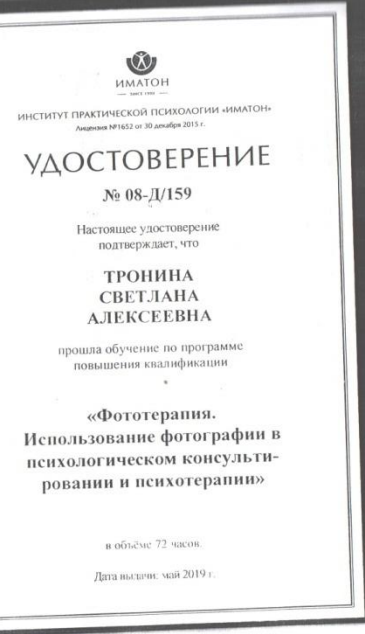 ИМАТОН
SINCE 1990
ИНСТИТУТ ПРАКТИЧЕСКОЙ ПСИХОЛОГИИ «ИМАТОН»
Лицензия №1652 от 30 декабря 2015 г.
УДОСТОВЕРЕНИЕ
№ 08-Д/159
Настоящее удостоверение
подтверждает, что
ТРОНИНА
СВЕТЛАНА
АЛЕКСЕЕВНА
прошла обучение по программе
повышения квалификации
«Фототерапия.
Использование фотографии в
психологическом консульти-
ровании и психотерапии»
в объёме 72 часов.
Дата выдачи: май 2019 г.